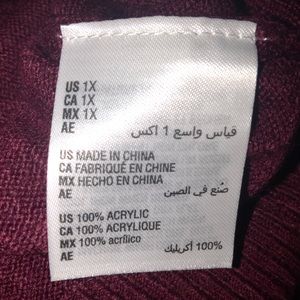 US 1X
CA 1X
MX 1X
AE قياس واسع 1 اكس
US MADE IN CHINA
CA FABRIQUÉ EN CHINE
MX HECHO EN CHINA
AE صُنع في الصين
US 100% ACRYLIC
CA 100% ACRYLIQUE
MX 100% acrílico
AE 100% أكريليك